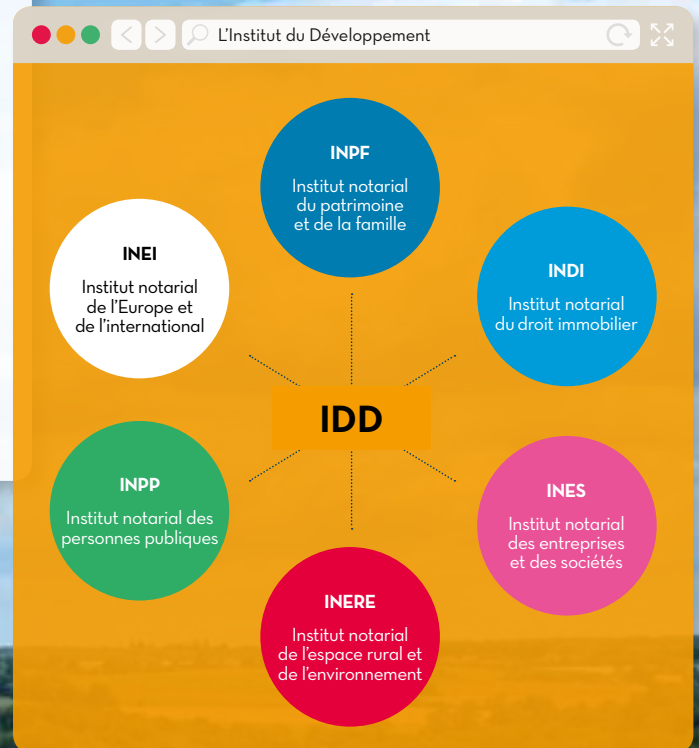 L'Institut du Développement
INPF
Institut notarial
du patrimoine
et de la famille
INEI
Institut notarial
de l'Europe et
de l'international
INDI
Institut notarial
du droit immobilier
IDD
INPP
Institut notarial des
personnes publiques
INES
Institut notarial
des entreprises
et des sociétés
INERE
Institut notarial
de l'espace rural et
de l'environnement